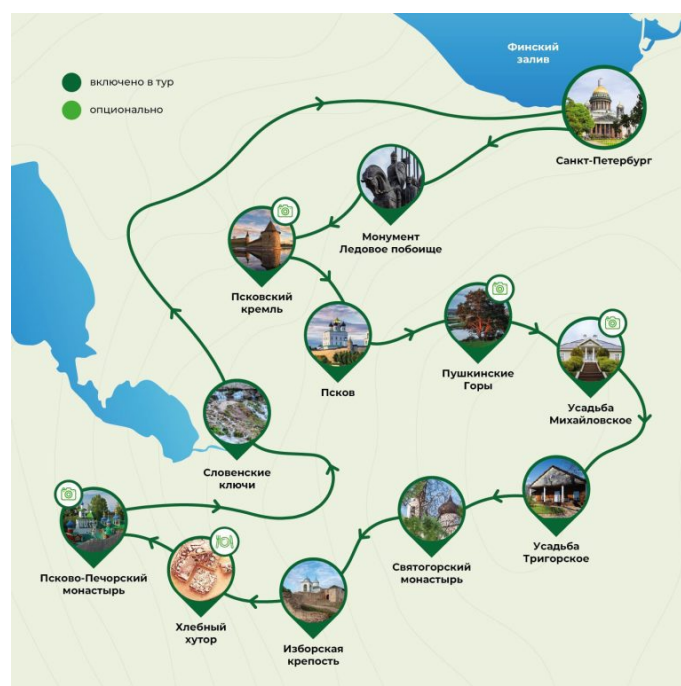 Финский
залив
включено в тур
опционально
Санкт-Петербург
Монумент
Ледовое побоище
Псковский
кремль
Псков
Пушкинские
Горы
Усадьба
Михайловское
Словенские
ключи
Усадьба
Тригорское
Святогорский
монастырь
Псково-Печорский
монастырь
Хлебный
хутор
Изборская
крепость